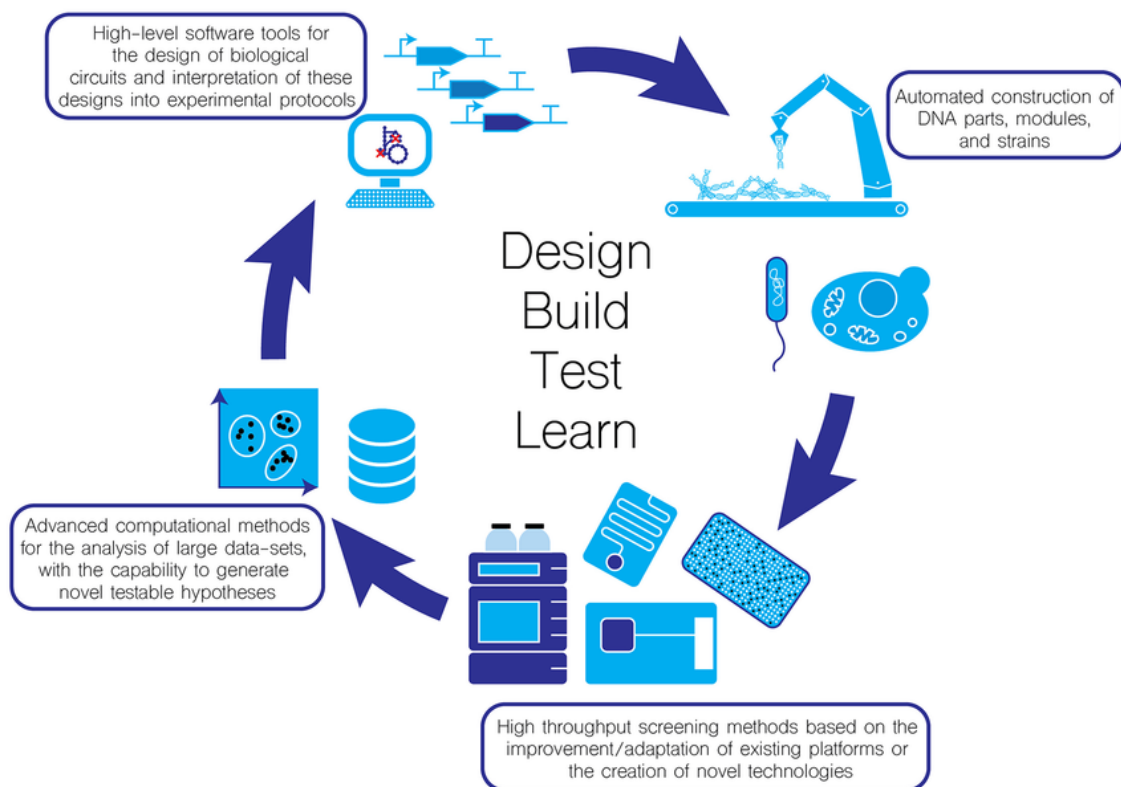 High-level software tools for
the design of biological
circuits and interpretation of these
designs into experimental protocols
Automated construction of
DNA parts, modules,
and strains
Design
Build
Test
Learn
Advanced computational methods
for the analysis of large data-sets,
with the capability to generate
novel testable hypotheses
High throughput screening methods based on the
improvement/adaptation of existing platforms or
the creation of novel technologies